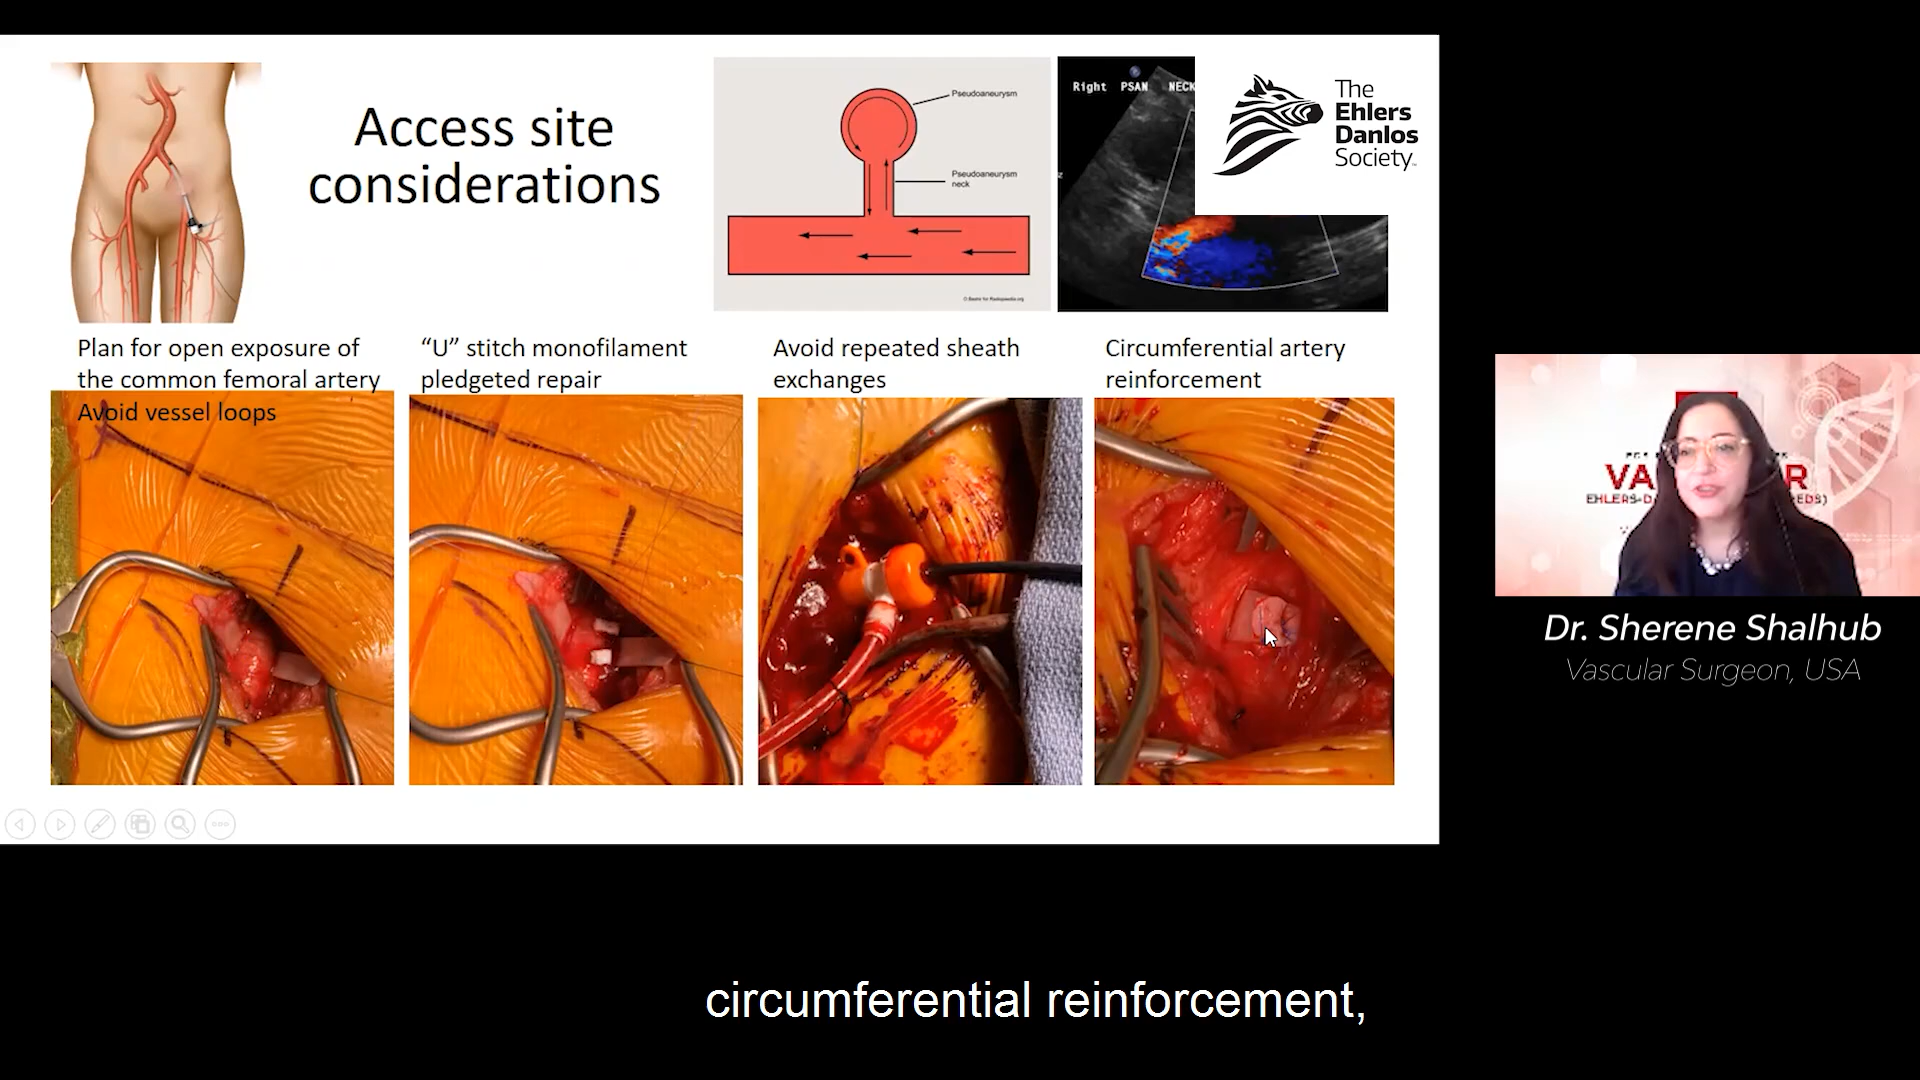 Access site
considerations
Pseudoaneurysm
Pseudoaneurysm
neck
Right PSAN NECK
The
Ehlers
Danlos
Society
Plan for open exposure of
the common femoral artery
Avoid vessel loops
“U” stitch monofilament
pledgeted repair
Avoid repeated sheath
exchanges
Circumferential artery
reinforcement
VA R
EHLERS-D EDS)
Dr. Sherene Shalhub
Vascular Surgeon, USA
circumferential reinforcement,